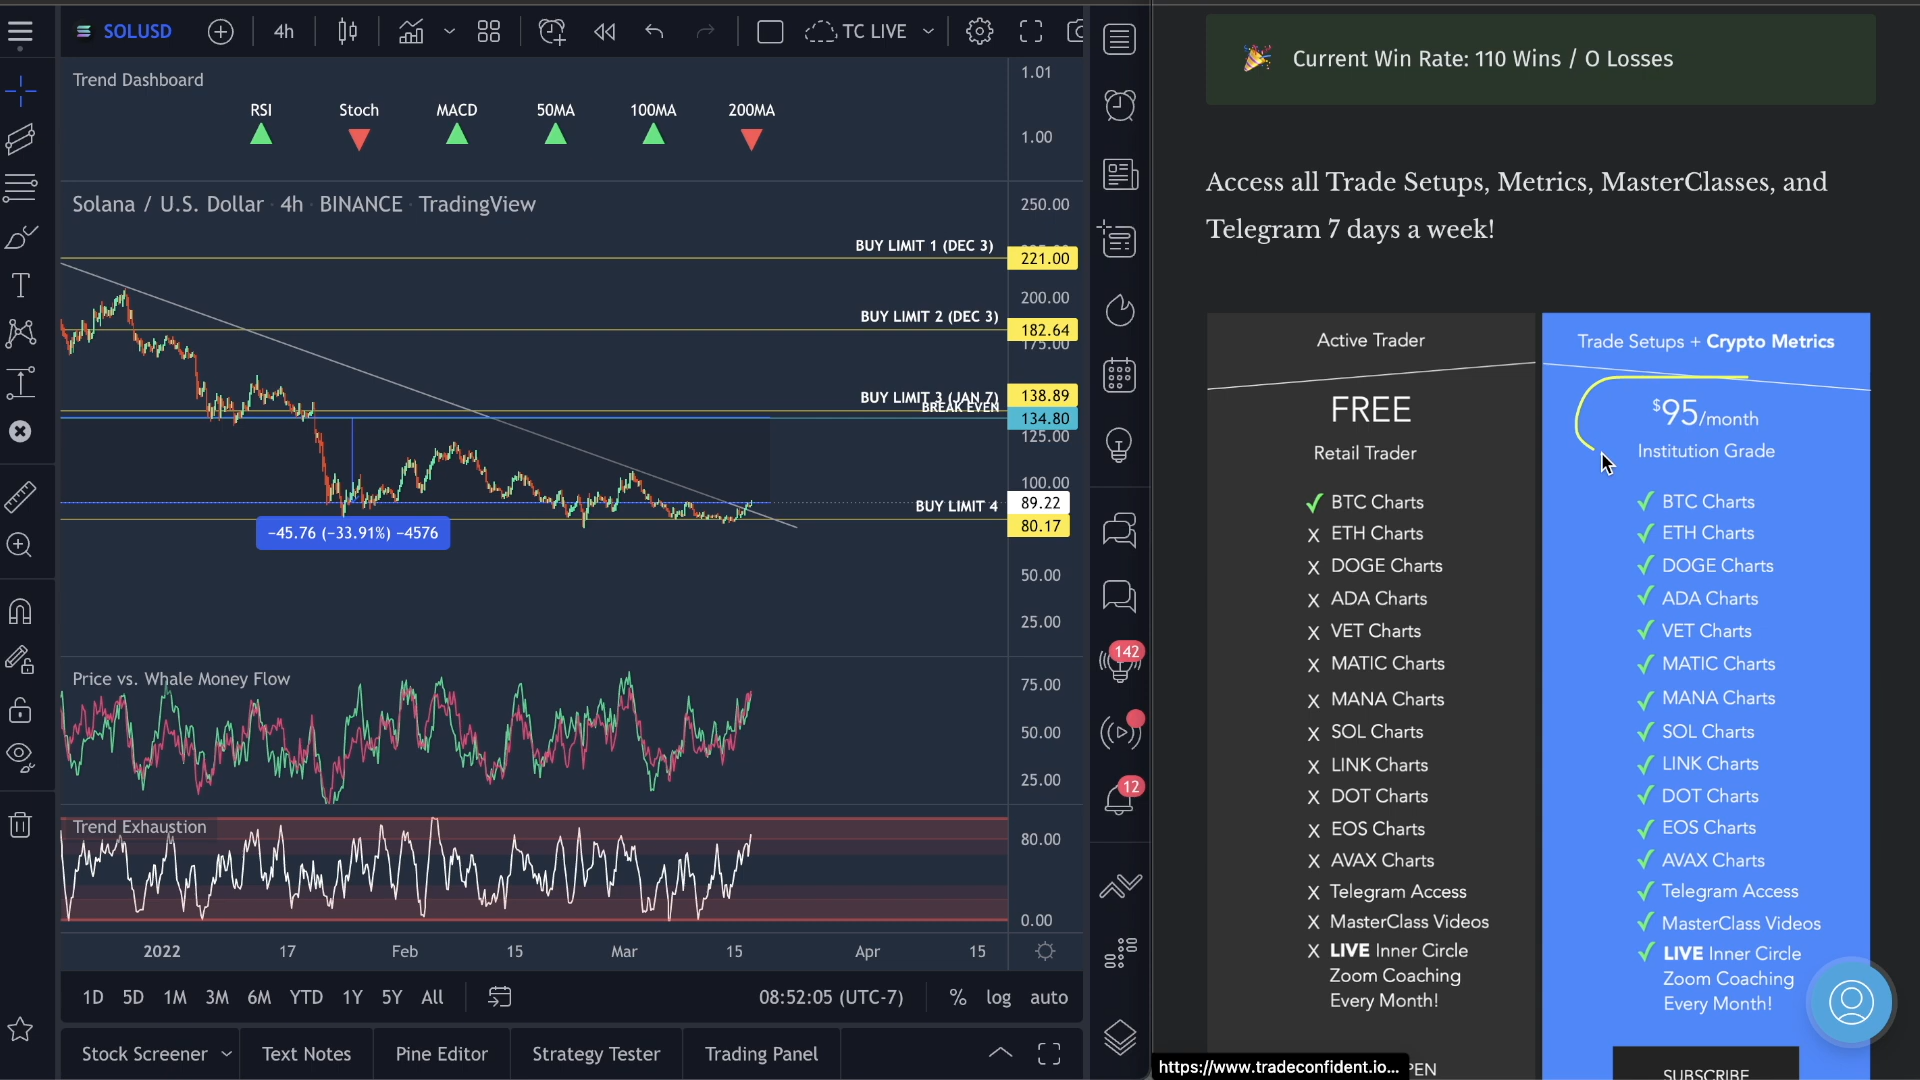 SOLUSD
4h
TC LIVE
Trend Dashboard
RSI Stoch MACD 50MA 100MA 200MA
1.01
1.00
Solana / U.S. Dollar · 4h · BINANCE · TradingView
250.00
BUY LIMIT 1 (DEC 3)
221.00
200.00
BUY LIMIT 2 (DEC 3)
182.64
175.00
BUY LIMIT 3 (JAN 7)
138.89
BREAK EVEN
134.80
125.00
100.00
BUY LIMIT 4
89.22
80.17
-45.76 (-33.91%) -4576
50.00
25.00
Price vs. Whale Money Flow
75.00
50.00
25.00
Trend Exhaustion
80.00
0.00
2022 17 Feb 15 Mar 15 Apr 15
1D 5D 1M 3M 6M YTD 1Y 5Y All
08:52:05 (UTC-7)
% log auto
Stock Screener Text Notes Pine Editor Strategy Tester Trading Panel
142
12
Current Win Rate: 110 Wins / 0 Losses
Access all Trade Setups, Metrics, MasterClasses, and
Telegram 7 days a week!
Active Trader
FREE
Retail Trader
✓ BTC Charts
X ETH Charts
X DOGE Charts
X ADA Charts
X VET Charts
X MATIC Charts
X MANA Charts
X SOL Charts
X LINK Charts
X DOT Charts
X EOS Charts
X AVAX Charts
X Telegram Access
X MasterClass Videos
X LIVE Inner Circle
Zoom Coaching
Every Month!
PEN
Trade Setups + Crypto Metrics
$95/month
Institution Grade
✓ BTC Charts
✓ ETH Charts
✓ DOGE Charts
✓ ADA Charts
✓ VET Charts
✓ MATIC Charts
✓ MANA Charts
✓ SOL Charts
✓ LINK Charts
✓ DOT Charts
✓ EOS Charts
✓ AVAX Charts
✓ Telegram Access
✓ MasterClass Videos
✓ LIVE Inner Circle
Zoom Coaching
Every Month!
SUBSCRIBE
https://www.tradeconfident.io...